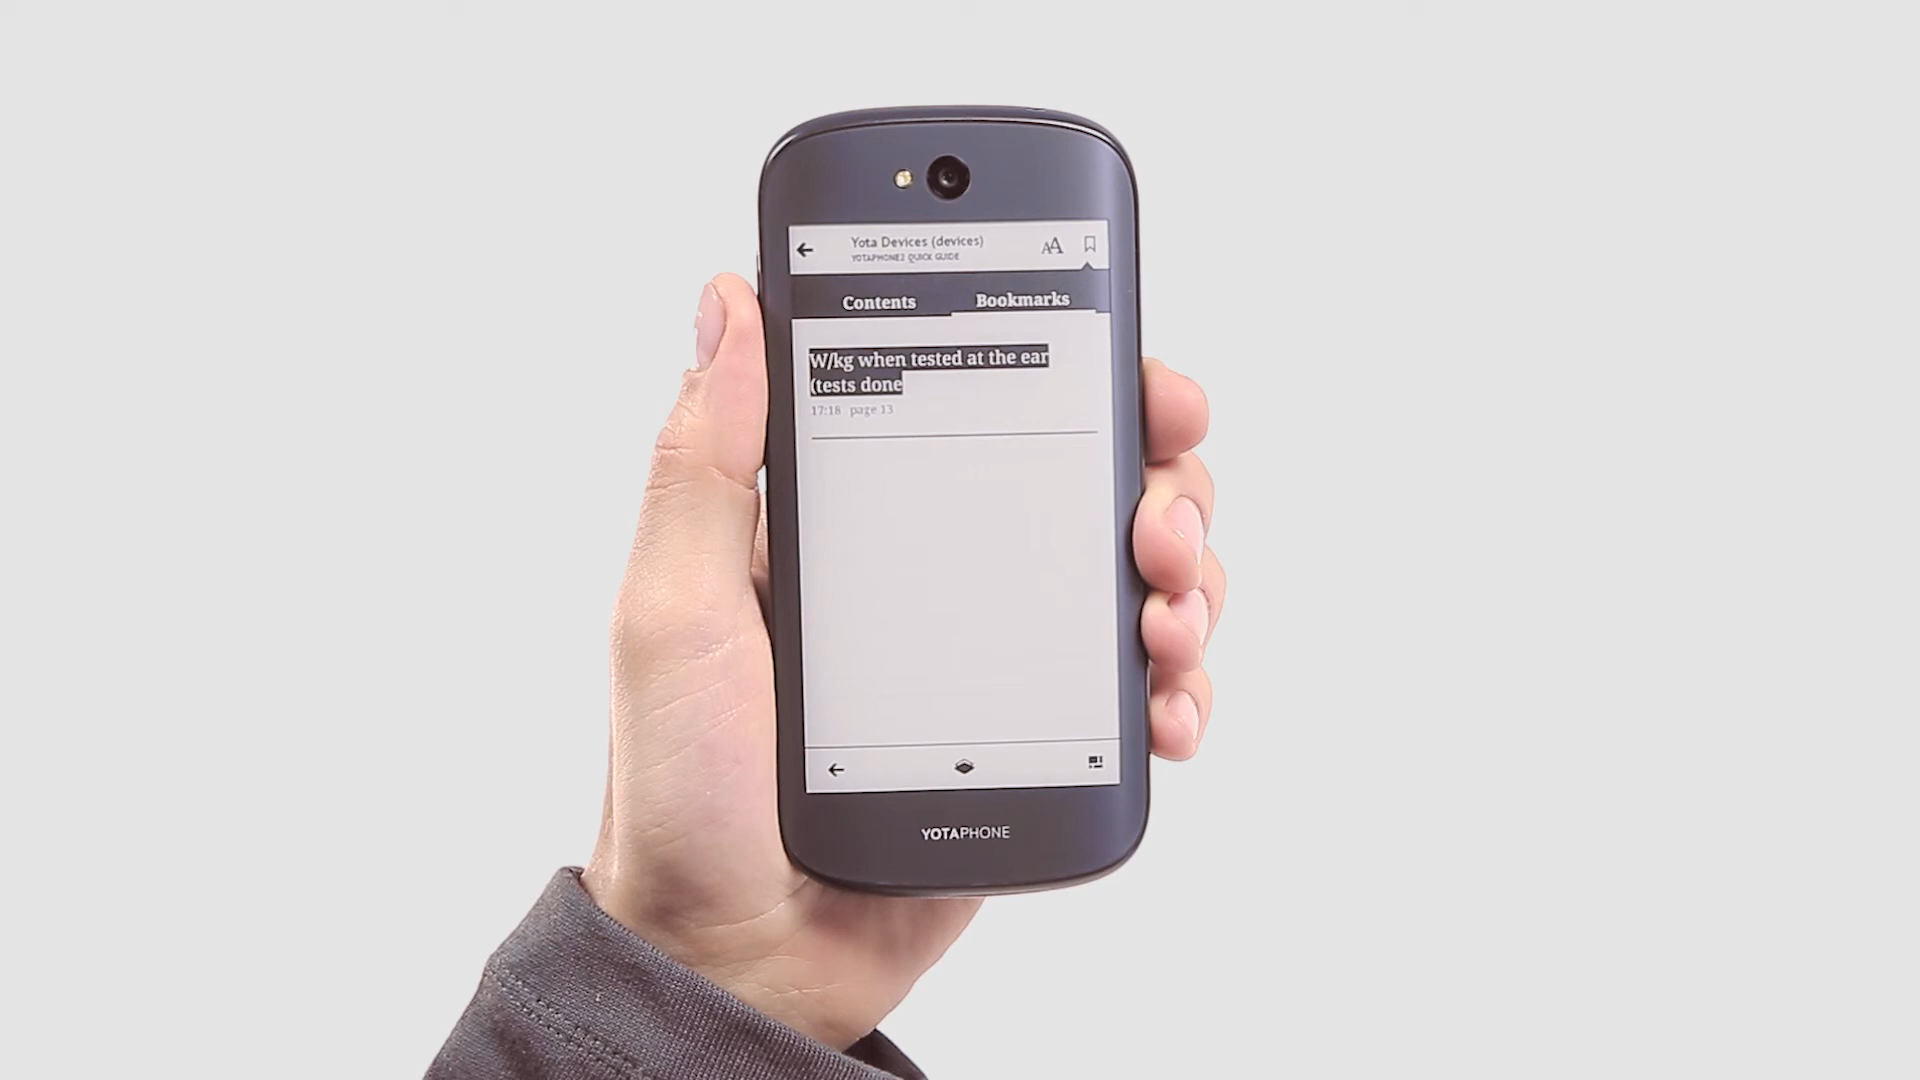 Yota Devices (devices)
YOTAPHONE2 QUICK GUIDE
AA
Contents
Bookmarks
W/kg when tested at the ear
(tests done
17:18 page 13
YOTAPHONE